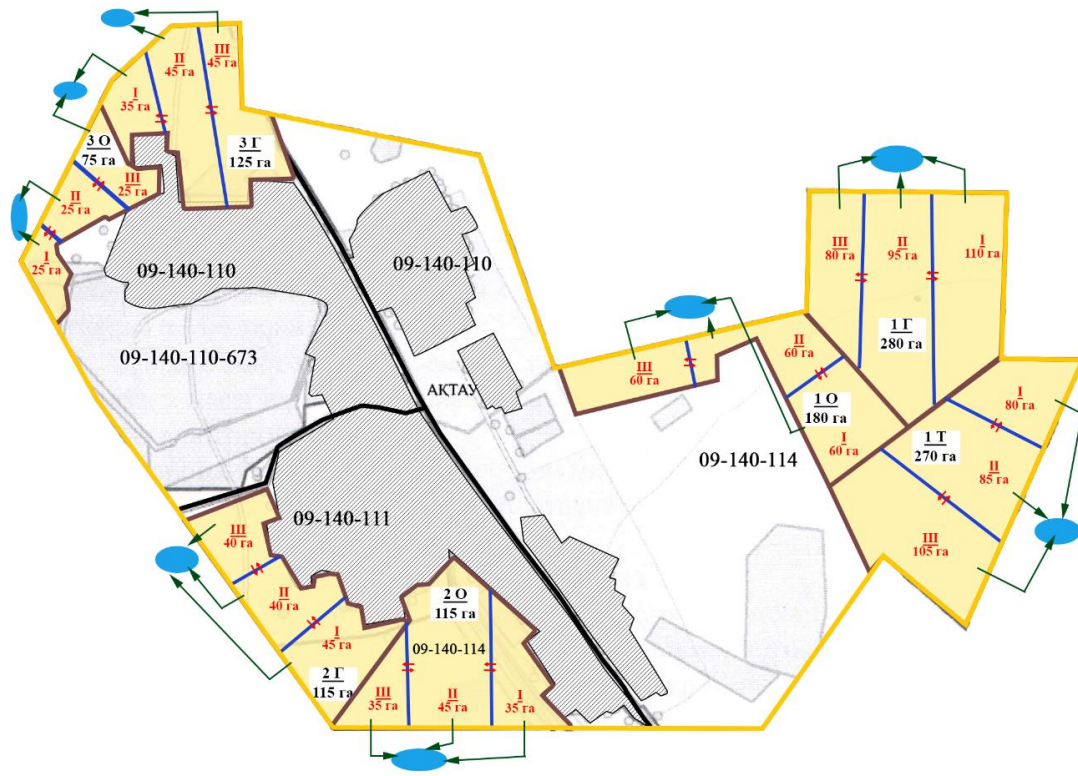 III
45 га
II
45 га
I
35 га
3 Г
125 га
3 О
75 га
III
25 га
II
25 га
I
25 га
09-140-110
09-140-110
09-140-110-673
АҚТАУ
III
80 га
II
95 га
I
110 га
1 Г
280 га
III
60 га
II
60 га
1 О
180 га
I
60 га
I
80 га
1 Т
270 га
II
85 га
III
105 га
09-140-114
09-140-111
III
40 га
II
40 га
I
45 га
2 Г
115 га
2 О
115 га
09-140-114
III
35 га
II
45 га
I
35 га